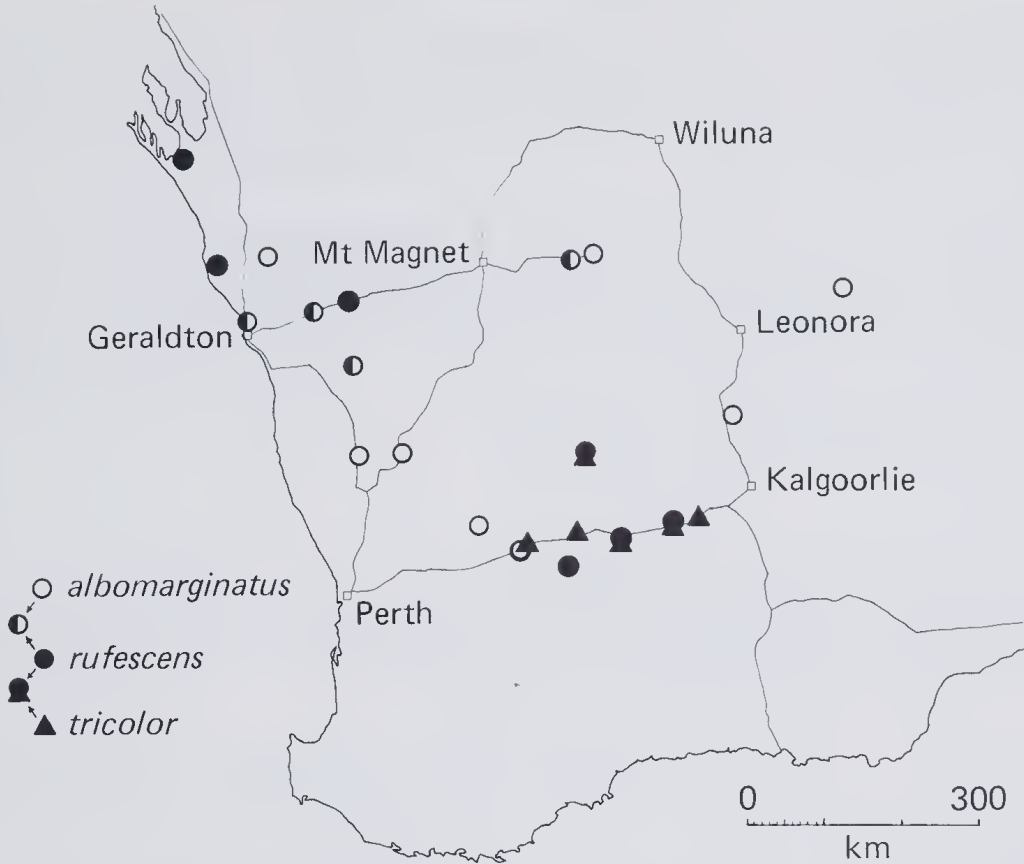 Wiluna
Mt Magnet
Leonora
Geraldton
Kalgoorlie
albomarginatus
Perth
rufescens
tricolor
0 300
km